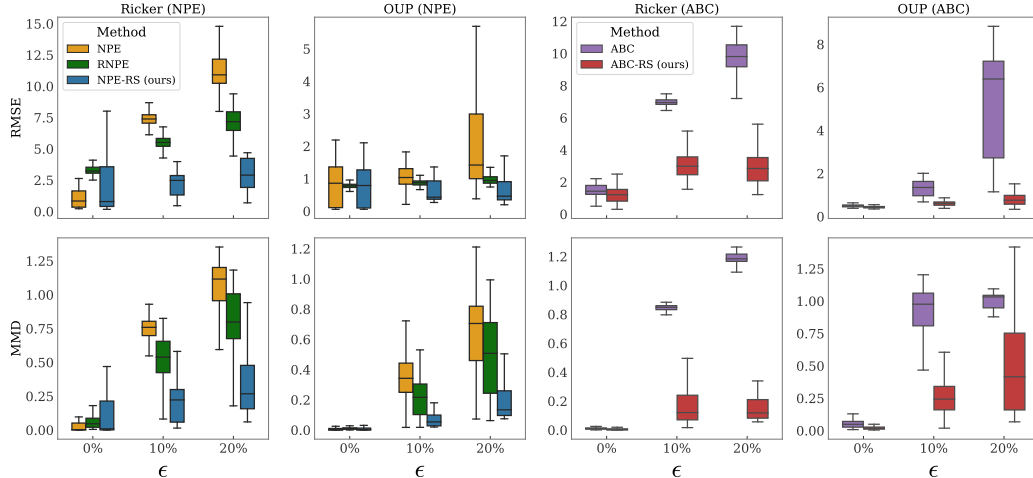 Ricker (NPE)
OUP (NPE)
Ricker (ABC)
OUP (ABC)
RMSE
15.0
12.5
10.0
7.5
5.0
2.5
0.0
Method
NPE
RNPE
NPE-RS (ours)
5
4
3
2
1
0
12
10
8
6
4
2
0
Method
ABC
ABC-RS (ours)
8
6
4
2
0
MMD
1.25
1.00
0.75
0.50
0.25
0.00
1.2
1.0
0.8
0.6
0.4
0.2
0.0
1.2
1.0
0.8
0.6
0.4
0.2
0.0
1.25
1.00
0.75
0.50
0.25
0.00
0% 10% 20%
0% 10% 20%
0% 10% 20%
0% 10% 20%
ϵ
ϵ
ϵ
ϵ